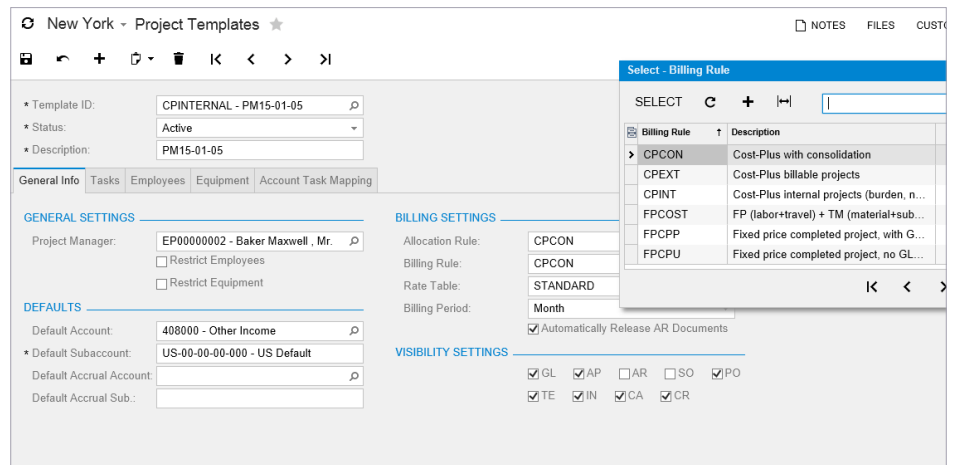 New York - Project Templates
NOTES FILES CUSTO
Select - Billing Rule
SELECT
Billing Rule Description
CPCON Cost-Plus with consolidation
CPEXT Cost-Plus billable projects
CPINT Cost-Plus internal projects (burden, n...
FPCOST FP (labor+travel) + TM (material+sub...
FPCPP Fixed price completed project, with G...
FPCPU Fixed price completed project, no GL...
* Template ID: CPINTERNAL - PM15-01-05
* Status: Active
* Description: PM15-01-05
General Info Tasks Employees Equipment Account Task Mapping
GENERAL SETTINGS
Project Manager: EP00000002 - Baker Maxwell , Mr.
Restrict Employees
Restrict Equipment
DEFAULTS
Default Account: 408000 - Other Income
* Default Subaccount: US-00-00-00-000 - US Default
Default Accrual Account:
Default Accrual Sub.:
BILLING SETTINGS
Allocation Rule: CPCON
Billing Rule: CPCON
Rate Table: STANDARD
Billing Period: Month
Automatically Release AR Documents
VISIBILITY SETTINGS
GL AP AR SO PO
TE IN CA CR